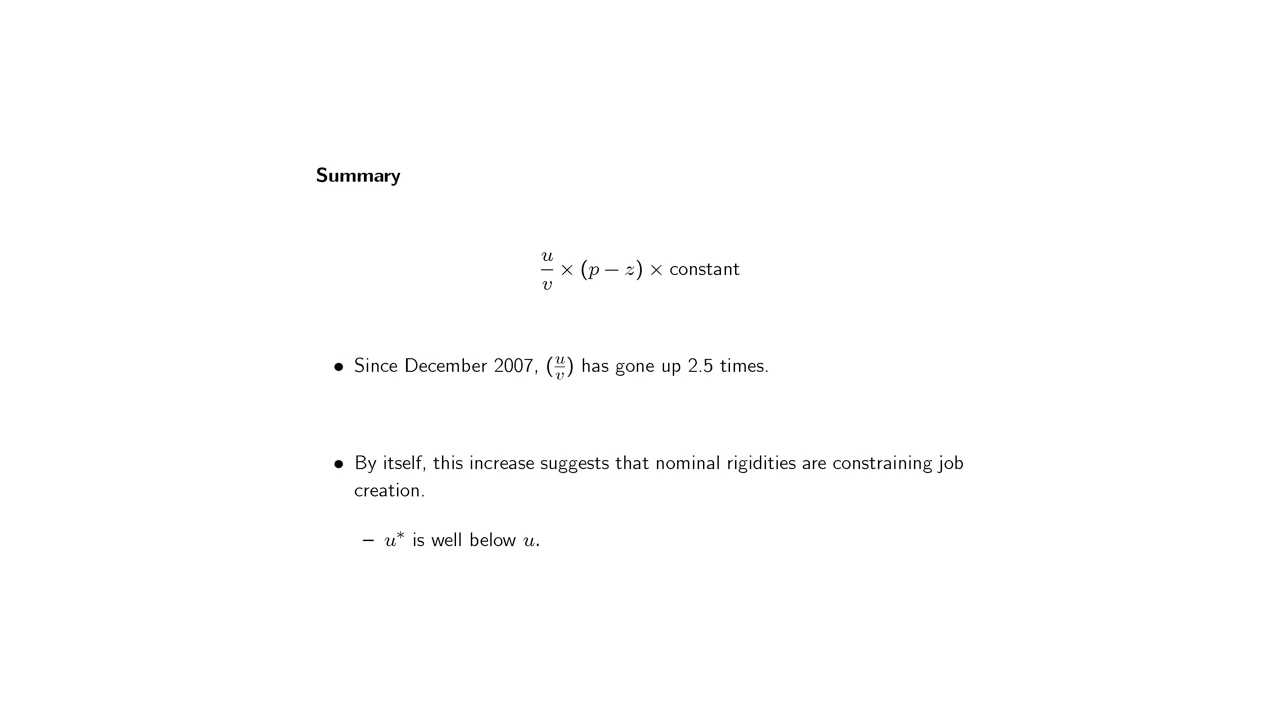 Summary
u/v × (p − z) × constant
• Since December 2007, (u/v) has gone up 2.5 times.
• By itself, this increase suggests that nominal rigidities are constraining job
creation.
– u* is well below u.